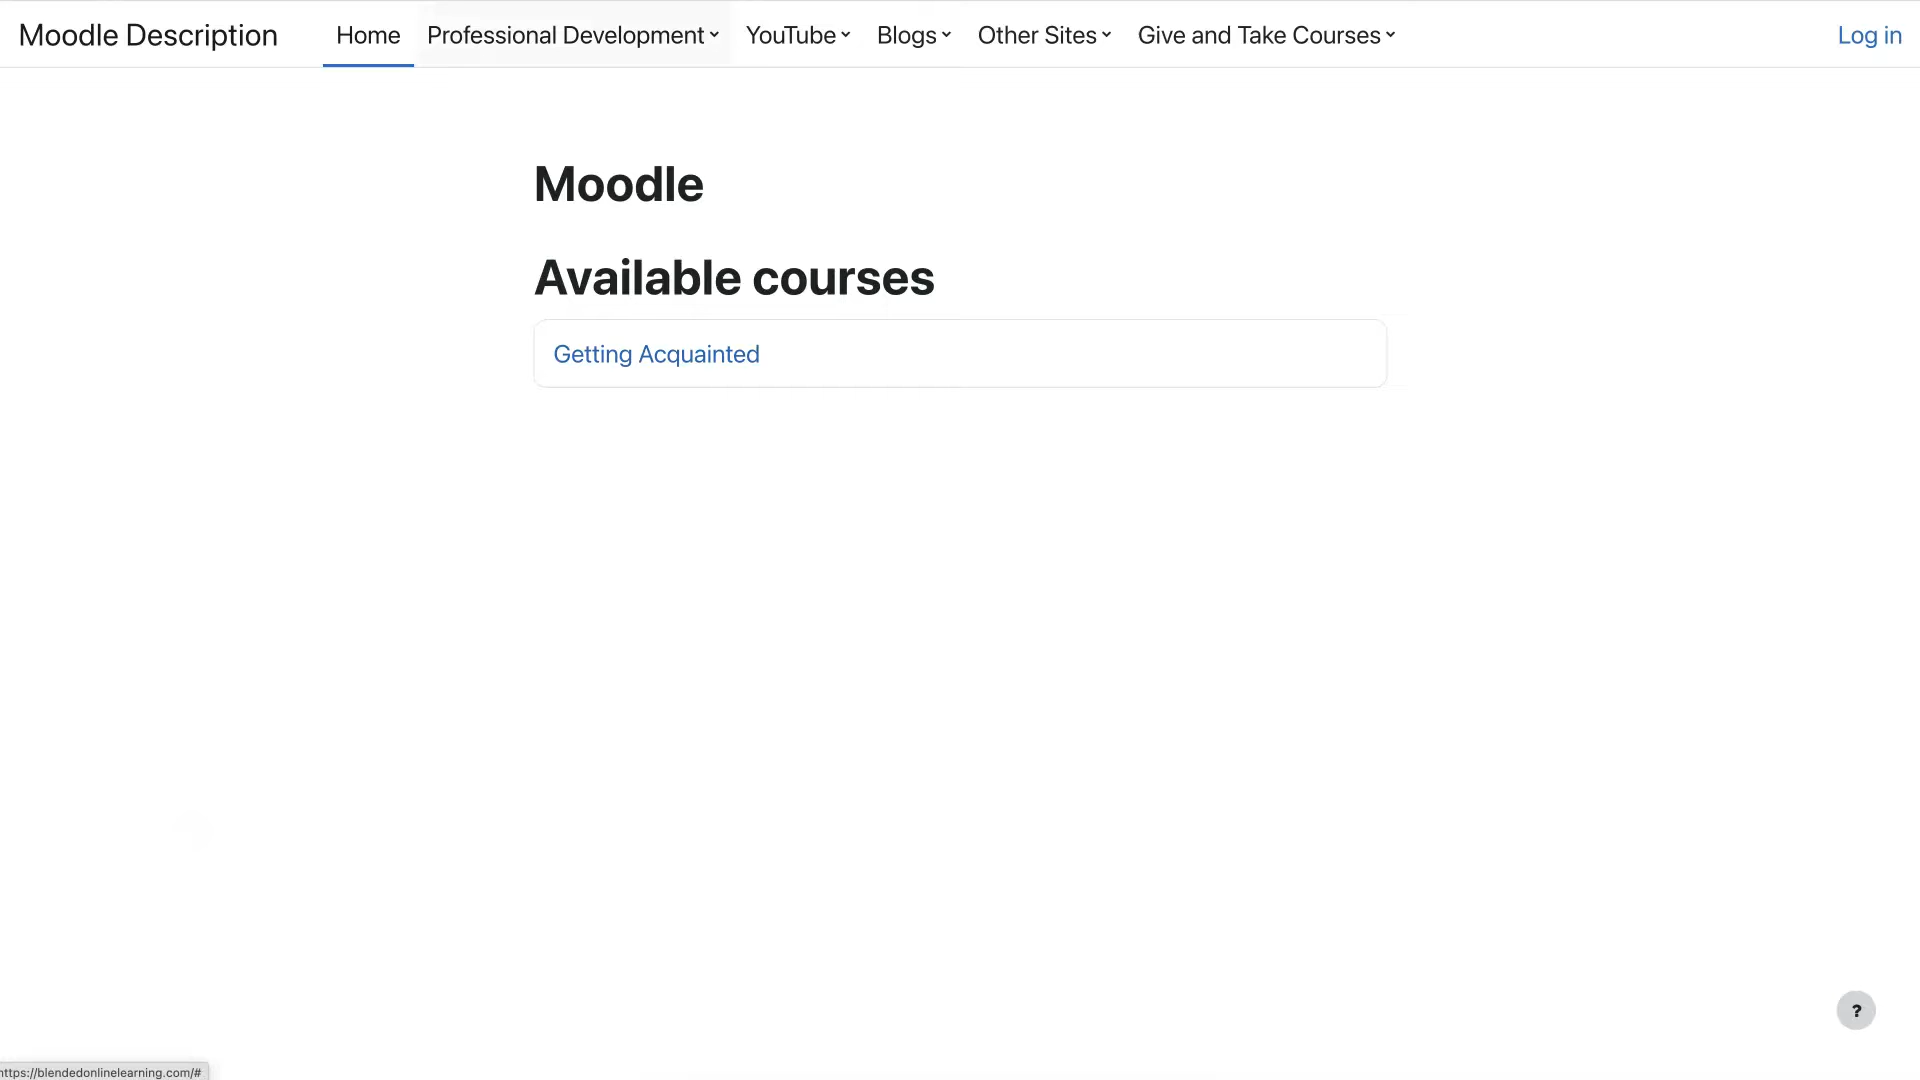 Moodle Description Home Professional Development YouTube Blogs Other Sites Give and Take Courses Log in
Moodle
Available courses
Getting Acquainted
?
https://blendedonlinelearning.com/#